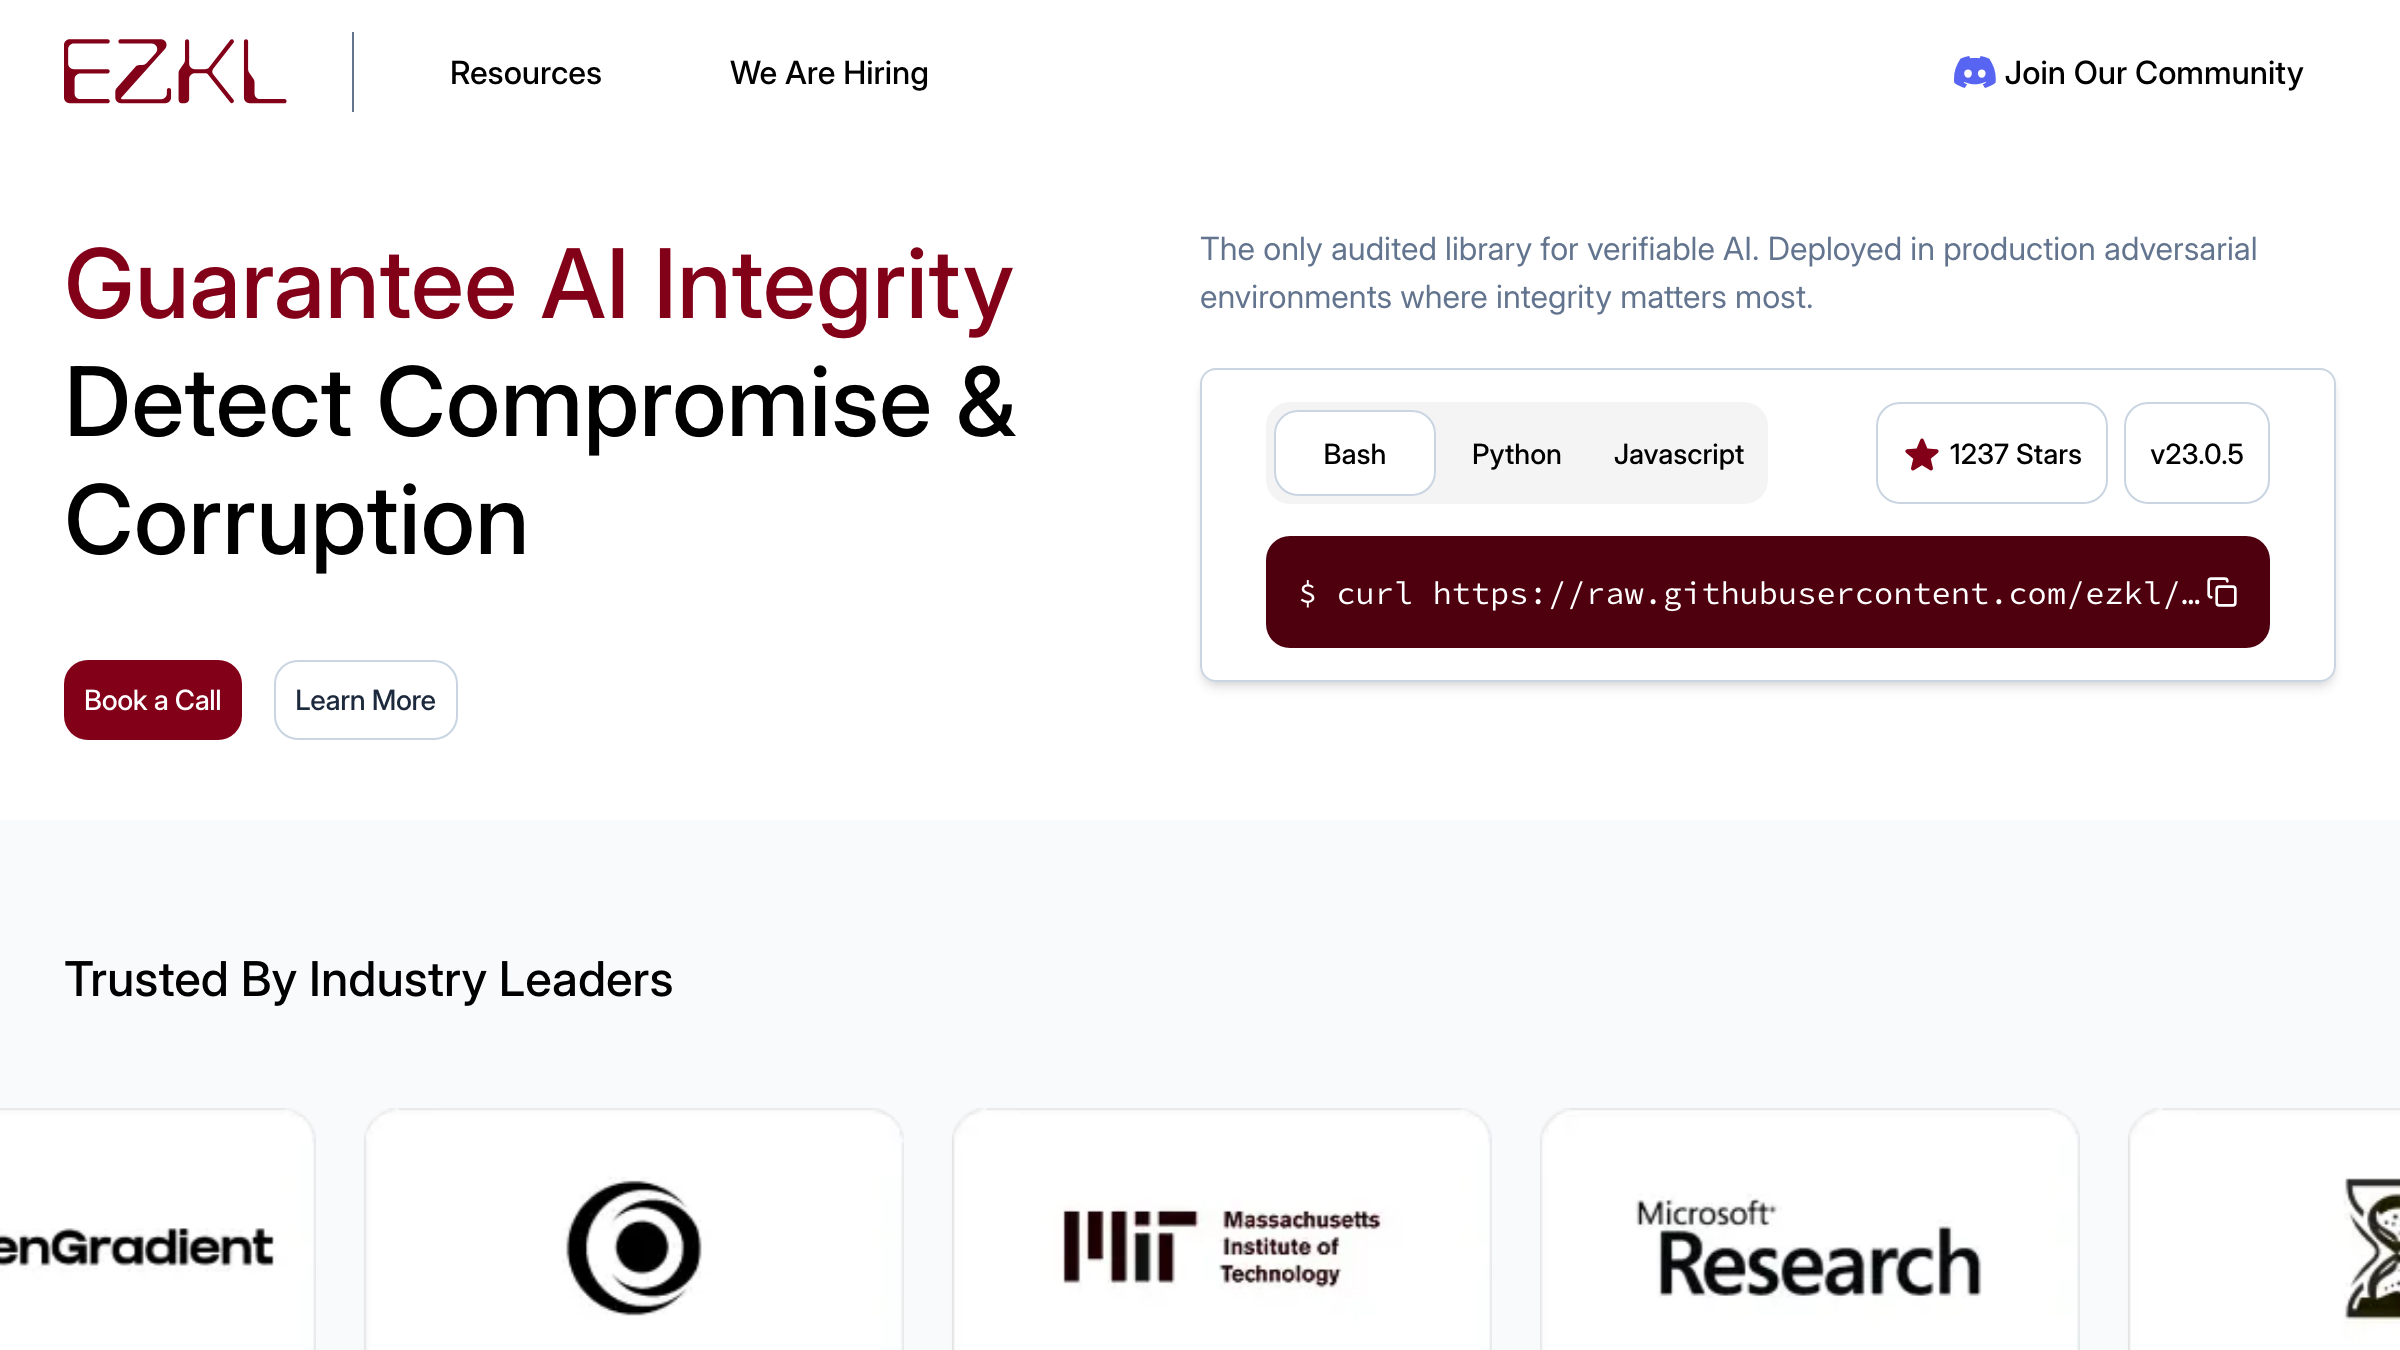 EZKL
Resources
We Are Hiring
Join Our Community
Guarantee AI Integrity
Detect Compromise &
Corruption
Book a Call
Learn More
The only audited library for verifiable AI. Deployed in production adversarial
environments where integrity matters most.
Bash
Python
Javascript
1237 Stars
v23.0.5
$ curl https://raw.githubusercontent.com/ezkl/…
Trusted By Industry Leaders
enGradient
Massachusetts
Institute of
Technology
Microsoft
Research